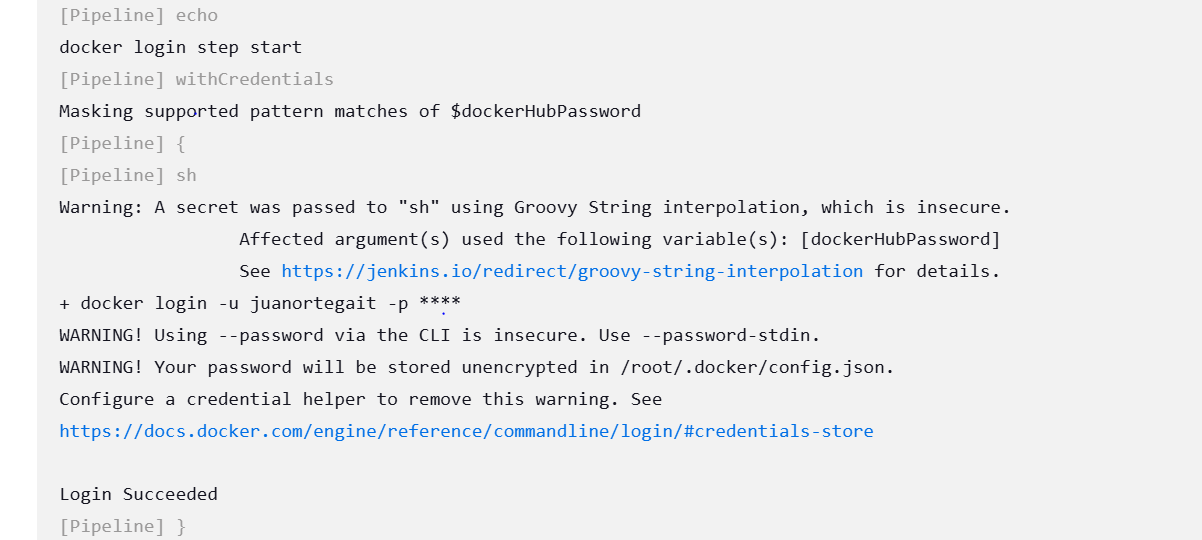 [Pipeline] echo
docker login step start
[Pipeline] withCredentials
Masking supported pattern matches of $dockerHubPassword
[Pipeline] {
[Pipeline] sh
Warning: A secret was passed to "sh" using Groovy String interpolation, which is insecure.
Affected argument(s) used the following variable(s): [dockerHubPassword]
See https://jenkins.io/redirect/groovy-string-interpolation for details.
+ docker login -u juanortegait -p ****
WARNING! Using --password via the CLI is insecure. Use --password-stdin.
WARNING! Your password will be stored unencrypted in /root/.docker/config.json.
Configure a credential helper to remove this warning. See
https://docs.docker.com/engine/reference/commandline/login/#credentials-store
Login Succeeded
[Pipeline] }